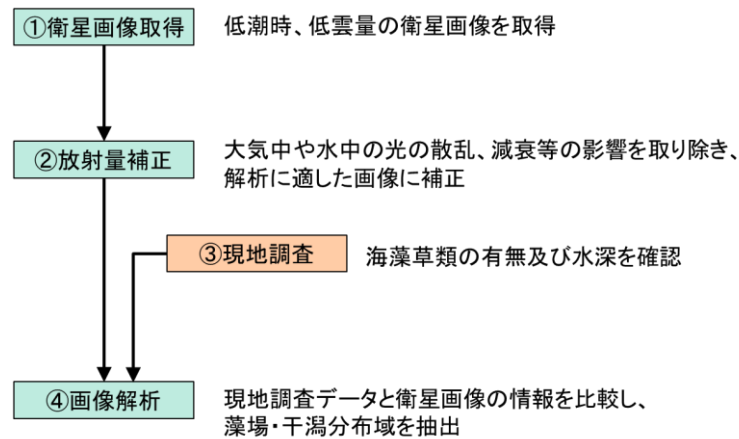 ①衛星画像取得
低潮時、低雲量の衛星画像を取得
②放射量補正
大気中や水中の光の散乱、減衰等の影響を取り除き、
解析に適した画像に補正
③現地調査
海藻草類の有無及び水深を確認
④画像解析
現地調査データと衛星画像の情報を比較し、
藻場・干潟分布域を抽出